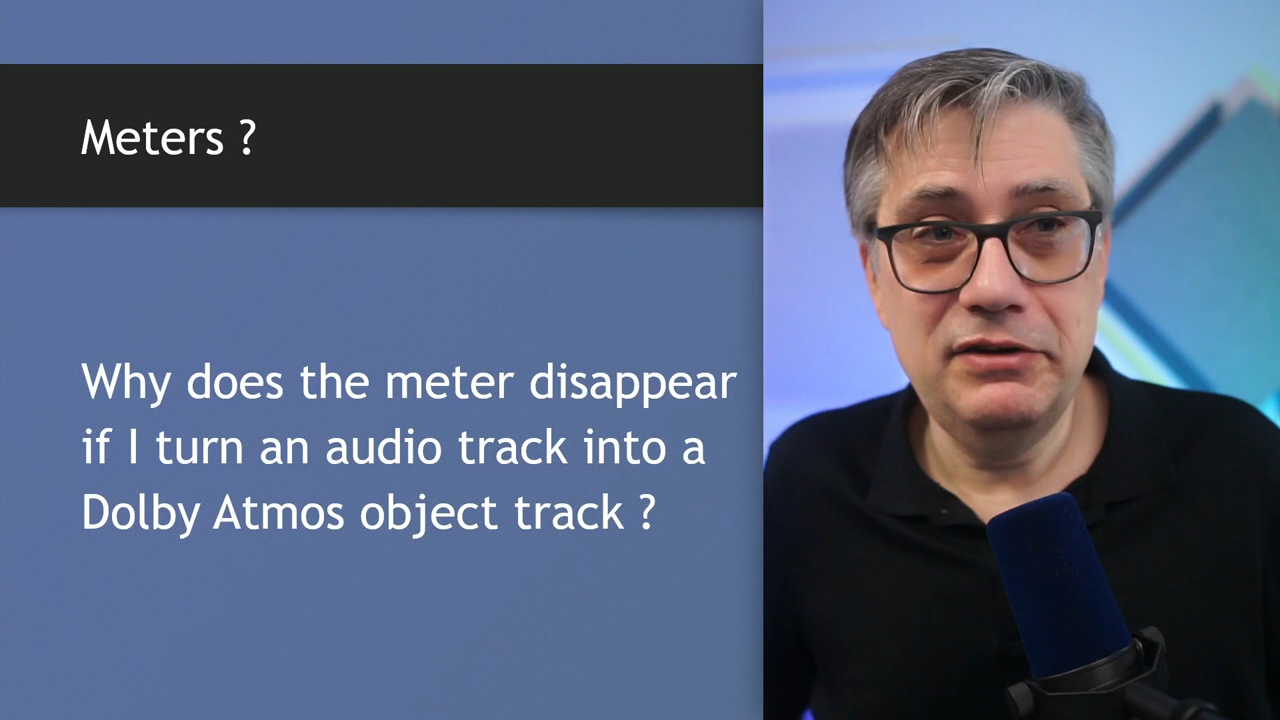 Meters ?
Why does the meter disappear
if I turn an audio track into a
Dolby Atmos object track ?